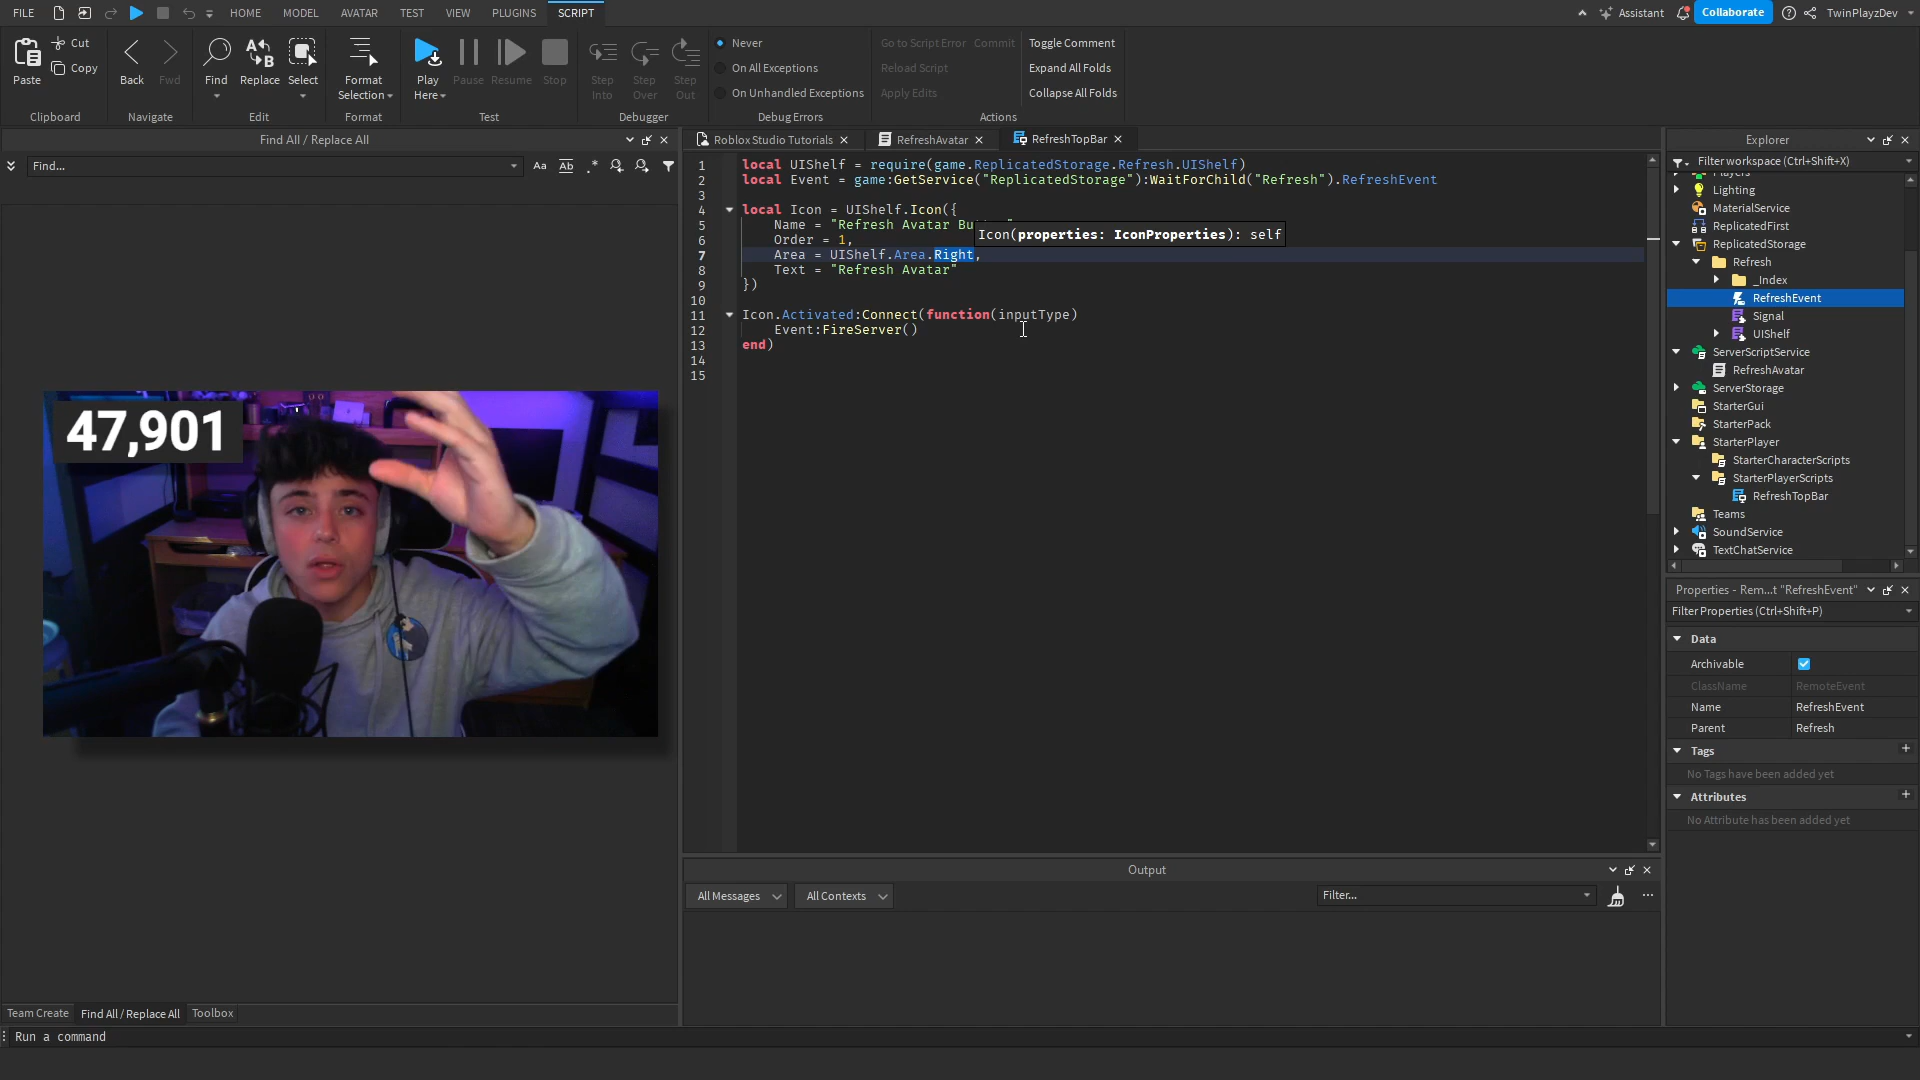 FILE HOME MODEL AVATAR TEST VIEW PLUGINS SCRIPT Assistant Collaborate TwinPlayzDev
Paste Cut Copy Clipboard
Back Fwd Navigate
Find Replace Select Edit
Format Selection Format
Play Here Pause Resume Stop Test
Step Into Step Over Step Out Debugger
Never
On All Exceptions
On Unhandled Exceptions
Debug Errors
Go to Script Error Commit Toggle Comment
Reload Script Expand All Folds
Apply Edits Collapse All Folds
Actions
Find All / Replace All
Find...
Aa Ab .*
47,901
Team Create Find All / Replace All Toolbox
Run a command
Roblox Studio Tutorials RefreshAvatar RefreshTopBar
1 local UIShelf = require(game.ReplicatedStorage.Refresh.UIShelf)
2 local Event = game:GetService("ReplicatedStorage"):WaitForChild("Refresh").RefreshEvent
3
4 local Icon = UIShelf.Icon({
5 Name = "Refresh Avatar Bu
Icon(properties: IconProperties): self
6 Order = 1,
7 Area = UIShelf.Area.Right,
8 Text = "Refresh Avatar"
9 })
10
11 Icon.Activated:Connect(function(inputType)
12 Event:FireServer()
13 end)
14
15
Output
All Messages All Contexts Filter...
Explorer
Filter workspace (Ctrl+Shift+X)
Players
Lighting
MaterialService
ReplicatedFirst
ReplicatedStorage
Refresh
_Index
RefreshEvent
Signal
UIShelf
ServerScriptService
RefreshAvatar
ServerStorage
StarterGui
StarterPack
StarterPlayer
StarterCharacterScripts
StarterPlayerScripts
RefreshTopBar
Teams
SoundService
TextChatService
Properties - Rem...t "RefreshEvent"
Filter Properties (Ctrl+Shift+P)
Data
Archivable
ClassName RemoteEvent
Name RefreshEvent
Parent Refresh
Tags
No Tags have been added yet
Attributes
No Attribute has been added yet